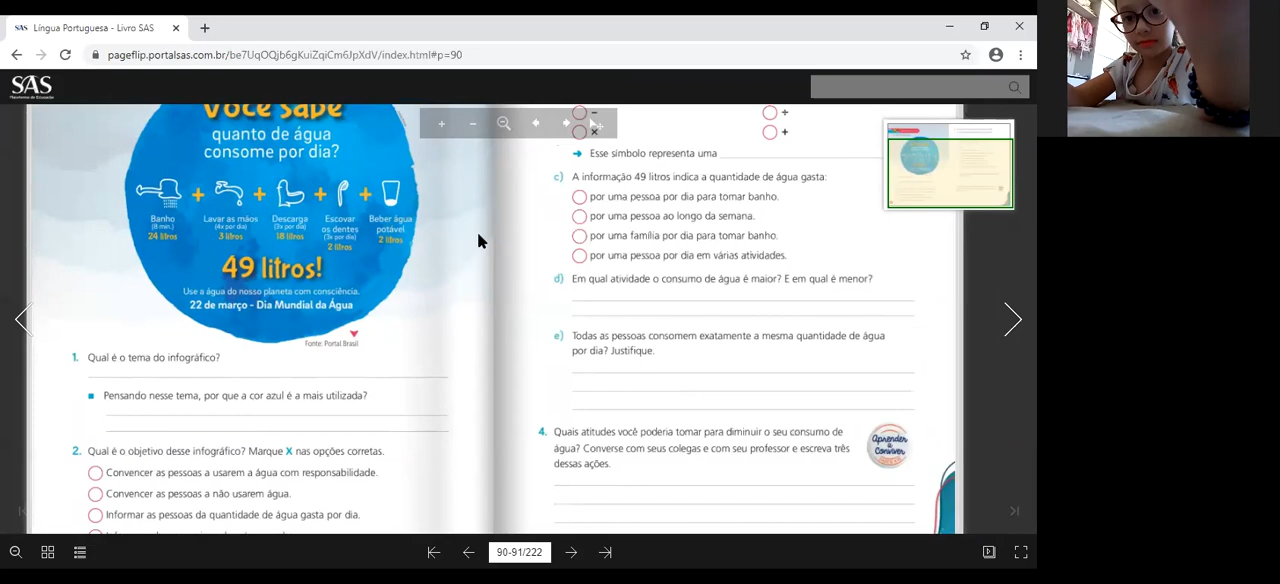 SAS Língua Portuguesa - Livro SAS
pageflip.portalsas.com.br/be7UqOQjb6gKuiZqiCm6JpXdV/index.html#p=90
SAS
Plataforma de Educação
VOCÊ SABE
quanto de água
consome por dia?
Banho
(8 min.)
24 litros
Lavar as mãos
(4x por dia)
3 litros
Descarga
(3x por dia)
18 litros
Escovar
os dentes
(3x por dia)
2 litros
Beber água
potável
2 litros
49 litros!
Use a água do nosso planeta com consciência.
22 de março - Dia Mundial da Água
Fonte: Portal Brasil
1. Qual é o tema do infográfico?
Pensando nesse tema, por que a cor azul é a mais utilizada?
2. Qual é o objetivo desse infográfico? Marque X nas opções corretas.
Convencer as pessoas a usarem a água com responsabilidade.
Convencer as pessoas a não usarem água.
Informar as pessoas da quantidade de água gasta por dia.
− +
× +
Esse símbolo representa uma
c) A informação 49 litros indica a quantidade de água gasta:
por uma pessoa por dia para tomar banho.
por uma pessoa ao longo da semana.
por uma família por dia para tomar banho.
por uma pessoa por dia em várias atividades.
d) Em qual atividade o consumo de água é maior? E em qual é menor?
e) Todas as pessoas consomem exatamente a mesma quantidade de água
por dia? Justifique.
4. Quais atitudes você poderia tomar para diminuir o seu consumo de
água? Converse com seus colegas e com seu professor e escreva três
dessas ações.
Aprender
a
Conviver
90-91/222